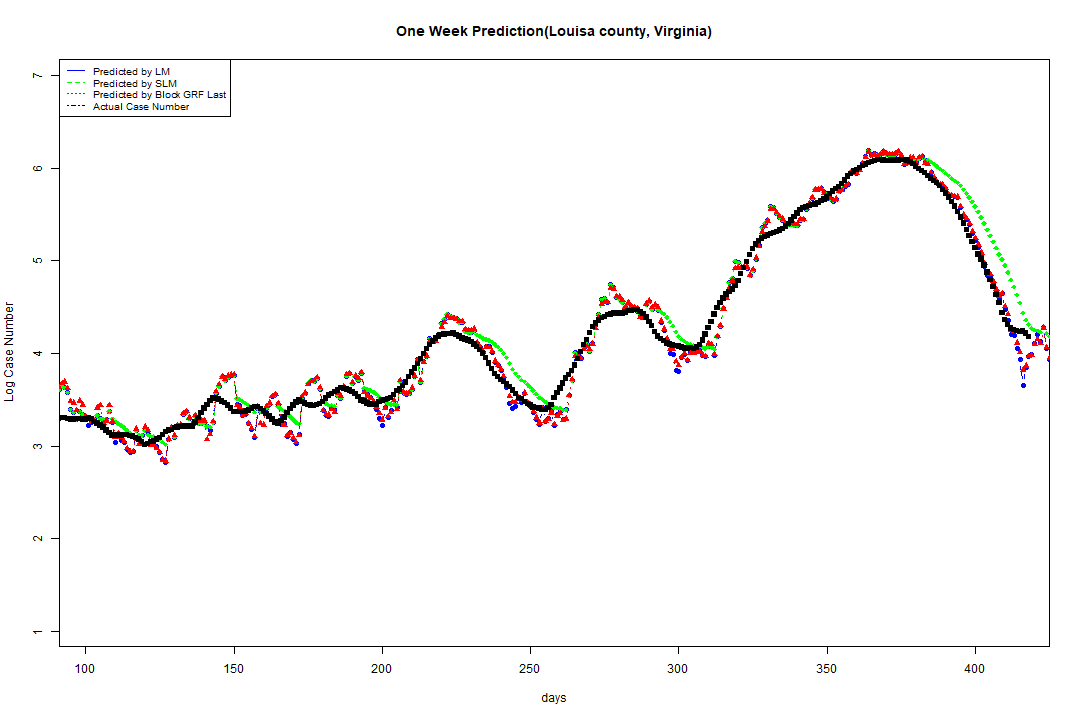 One Week Prediction(Louisa county, Virginia)
Predicted by LM
Predicted by SLM
Predicted by Block GRF Last
Actual Case Number
7
6
5
4
3
2
1
Log Case Number
100 150 200 250 300 350 400
days